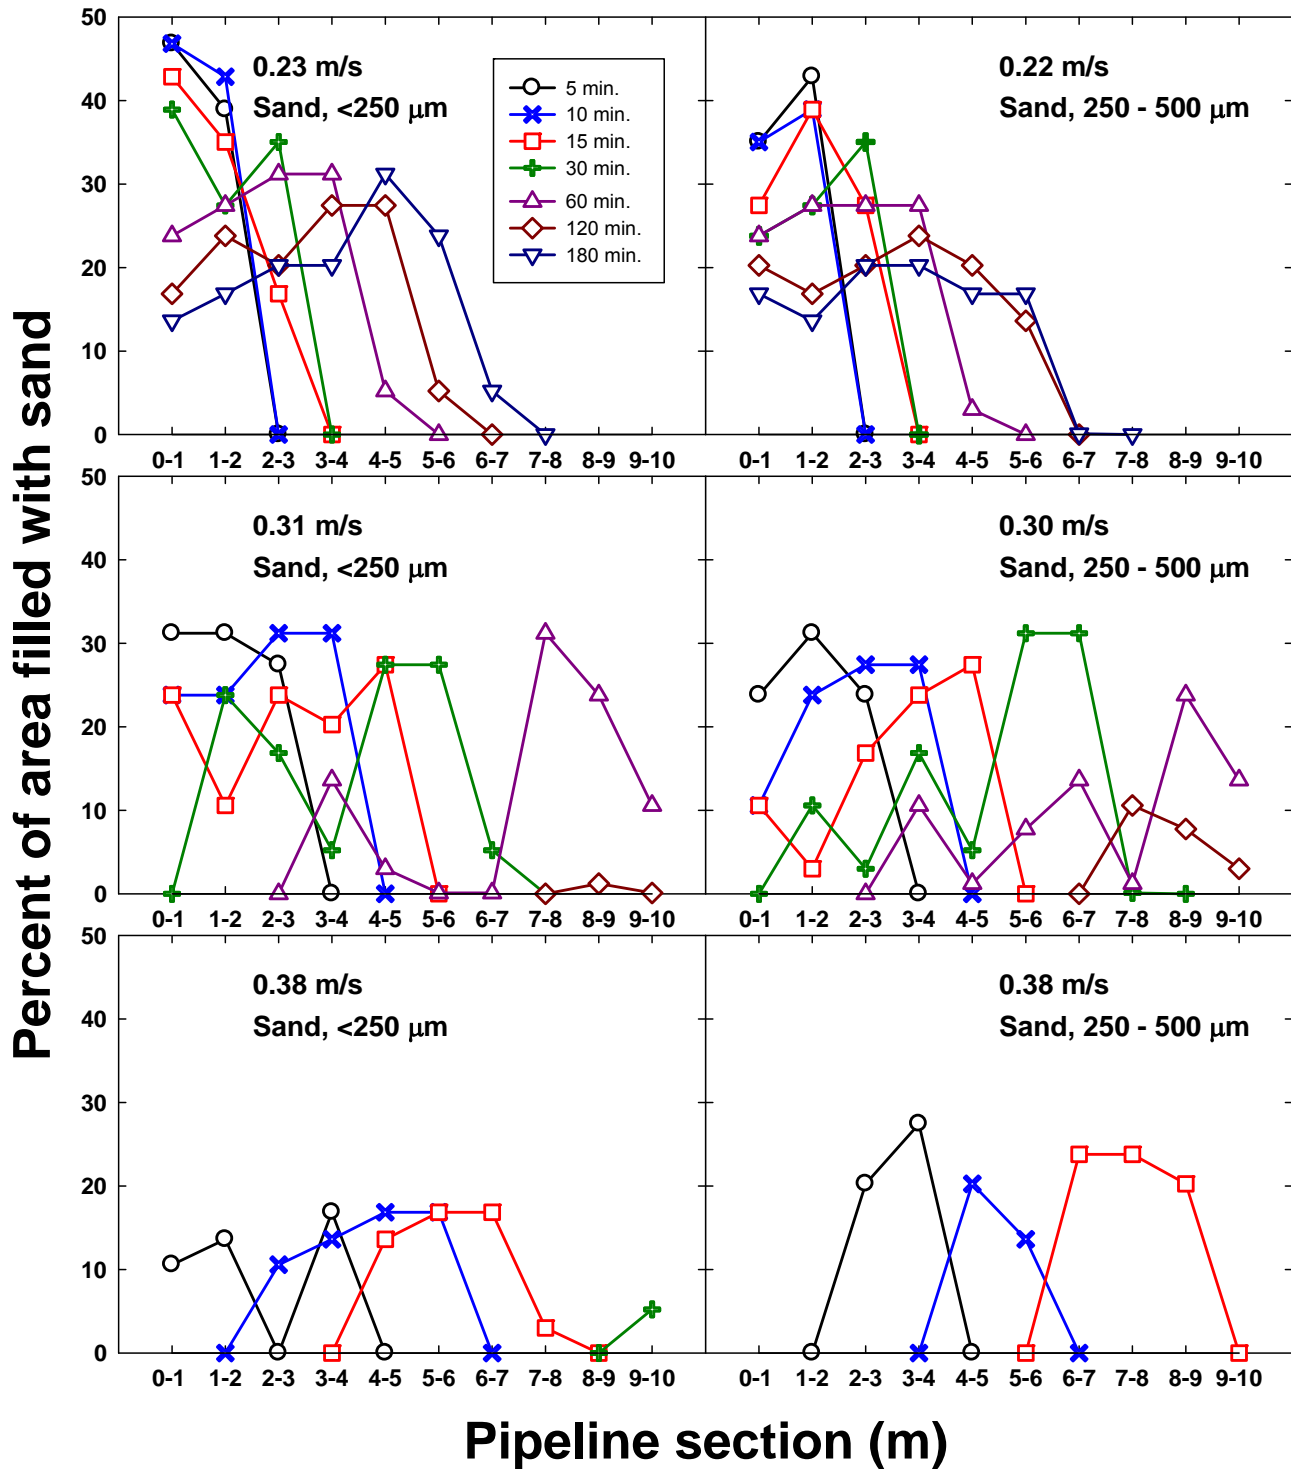 Percent of area filled with sand
50
40
30
20
10
0
0.23 m/s
Sand, <250 μm
5 min.
10 min.
15 min.
30 min.
60 min.
120 min.
180 min.
0-1 1-2 2-3 3-4 4-5 5-6 6-7 7-8 8-9 9-10
0.22 m/s
Sand, 250 - 500 μm
0-1 1-2 2-3 3-4 4-5 5-6 6-7 7-8 8-9 9-10
50
40
30
20
10
0
0.31 m/s
Sand, <250 μm
0-1 1-2 2-3 3-4 4-5 5-6 6-7 7-8 8-9 9-10
0.30 m/s
Sand, 250 - 500 μm
0-1 1-2 2-3 3-4 4-5 5-6 6-7 7-8 8-9 9-10
50
40
30
20
10
0
0.38 m/s
Sand, <250 μm
0-1 1-2 2-3 3-4 4-5 5-6 6-7 7-8 8-9 9-10
0.38 m/s
Sand, 250 - 500 μm
0-1 1-2 2-3 3-4 4-5 5-6 6-7 7-8 8-9 9-10
Pipeline section (m)